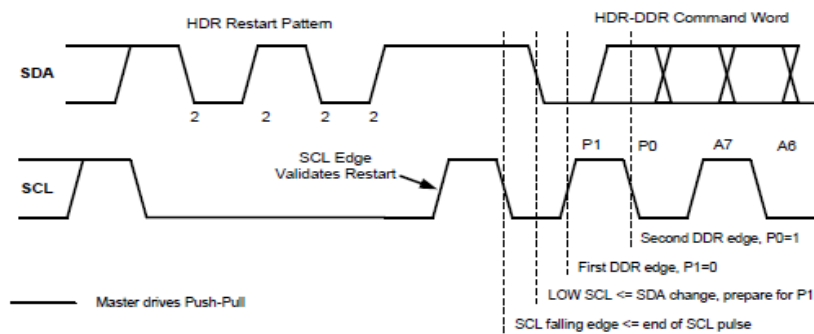 HDR Restart Pattern
HDR-DDR Command Word
SDA
2 2 2 2
SCL Edge
Validates Restart
P1 P0 A7 A6
SCL
Second DDR edge, P0=1
First DDR edge, P1=0
Master drives Push-Pull
LOW SCL <= SDA change, prepare for P1
SCL falling edge <= end of SCL pulse